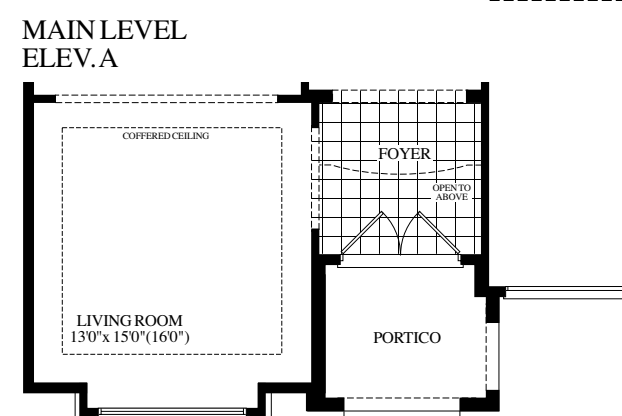 MAIN LEVEL
ELEV. A
COFFERED CEILING
FOYER
OPEN TO
ABOVE
LIVING ROOM
13'0"x 15'0"(16'0")
PORTICO